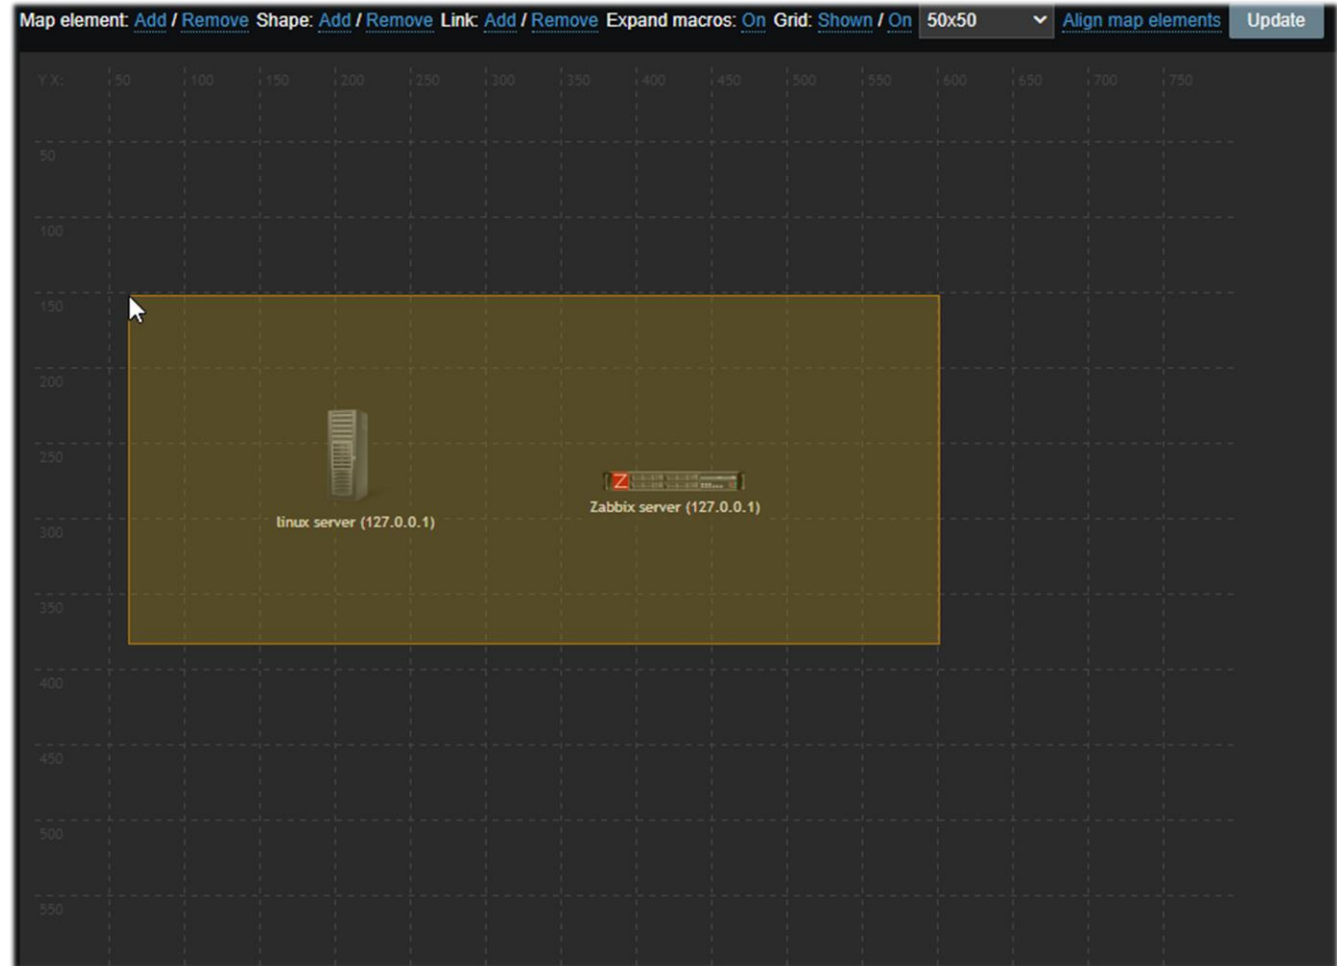 Map element: Add / Remove Shape: Add / Remove Link: Add / Remove Expand macros: On Grid: Shown / On 50x50 Align map elements Update
Y X: 50 100 150 200 250 300 350 400 450 500 550 600 650 700 750
50
100
150
200
250
Z
Zabbix server (127.0.0.1)
linux server (127.0.0.1)
300
350
400
450
500
550